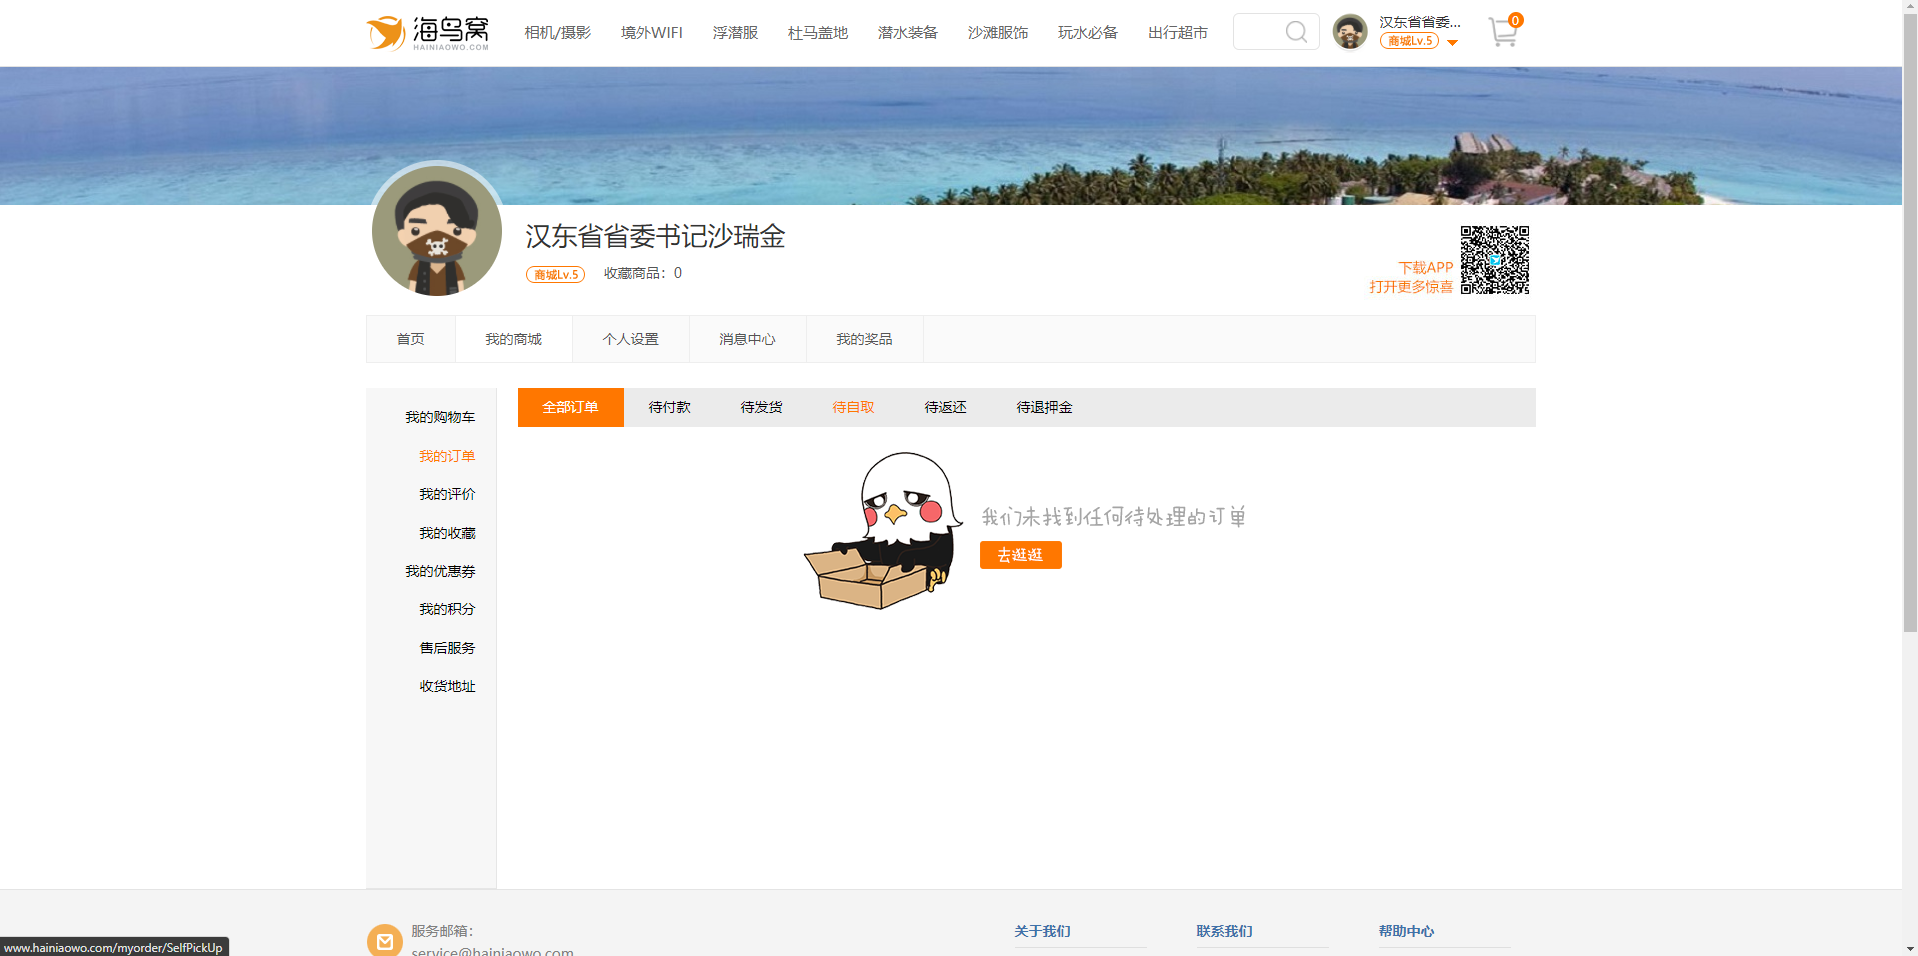 海鸟窝
HAINIAOWO.COM
相机/摄影
境外WIFI
浮潜服
杜马盖地
潜水装备
沙滩服饰
玩水必备
出行超市
汉东省省委...
商城Lv.5
0
汉东省省委书记沙瑞金
商城Lv.5
收藏商品：0
下载APP
打开更多惊喜
首页
我的商城
个人设置
消息中心
我的奖品
我的购物车
我的订单
我的评价
我的收藏
我的优惠券
我的积分
售后服务
收货地址
全部订单
待付款
待发货
待自取
待返还
待退押金
我们未找到任何待处理的订单
去逛逛
服务邮箱：
service@hainiaowo.com
关于我们
联系我们
帮助中心
www.hainiaowo.com/myorder/SelfPickUp